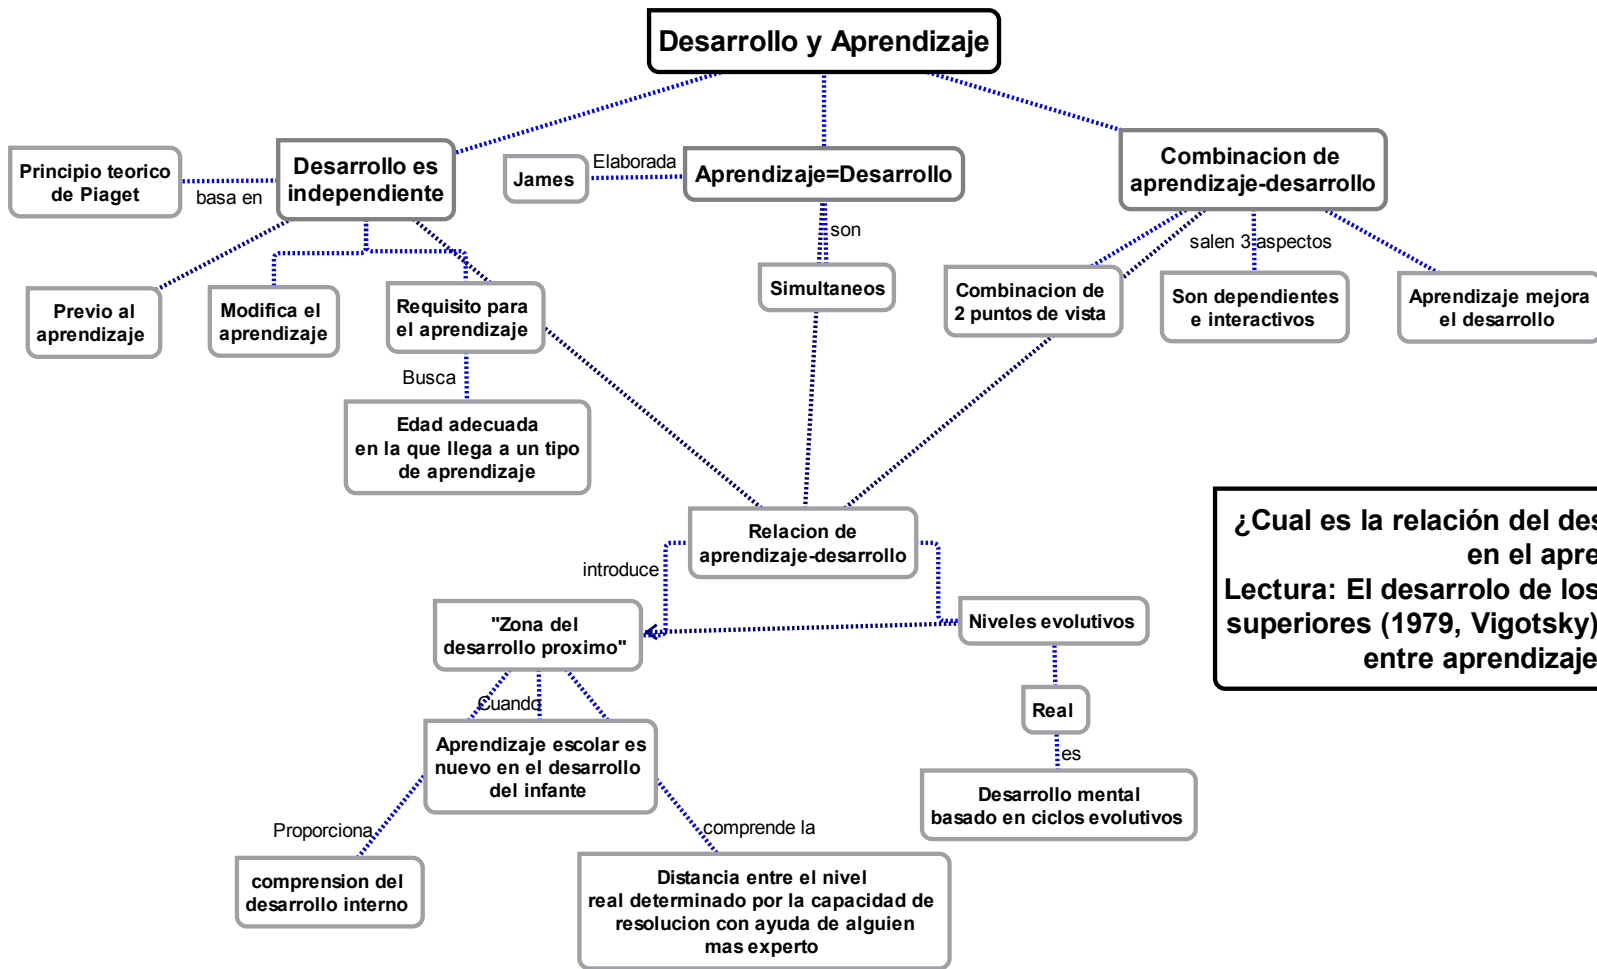 Desarrollo y Aprendizaje
Principio teorico
de Piaget
basa en
Desarrollo es
independiente
James
Elaborada
Aprendizaje=Desarrollo
Combinacion de
aprendizaje-desarrollo
son
salen 3 aspectos
Previo al
aprendizaje
Modifica el
aprendizaje
Requisito para
el aprendizaje
Simultaneos
Combinacion de
2 puntos de vista
Son dependientes
e interactivos
Aprendizaje mejora
el desarrollo
Busca
Edad adecuada
en la que llega a un tipo
de aprendizaje
Relacion de
aprendizaje-desarrollo
introduce
"Zona del
desarrollo proximo"
Niveles evolutivos
¿Cual es la relación del des
en el apre
Lectura: El desarrolo de los
superiores (1979, Vigotsky)
entre aprendizaje
Cuando
Real
Aprendizaje escolar es
nuevo en el desarrollo
del infante
es
Desarrollo mental
basado en ciclos evolutivos
Proporciona
comprende la
comprension del
desarrollo interno
Distancia entre el nivel
real determinado por la capacidad de
resolucion con ayuda de alguien
mas experto